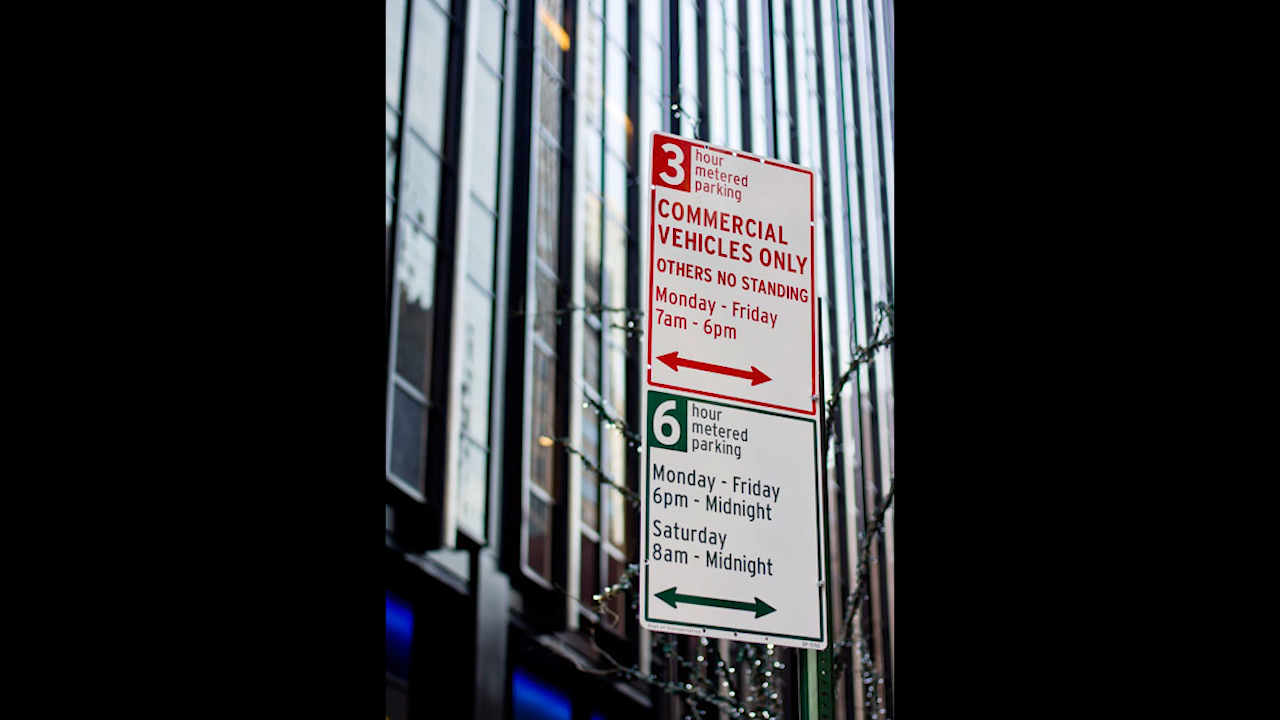 3 hour
metered
parking
COMMERCIAL
VEHICLES ONLY
OTHERS NO STANDING
Monday - Friday
7am - 6pm
6 hour
metered
parking
Monday - Friday
6pm - Midnight
Saturday
8am - Midnight